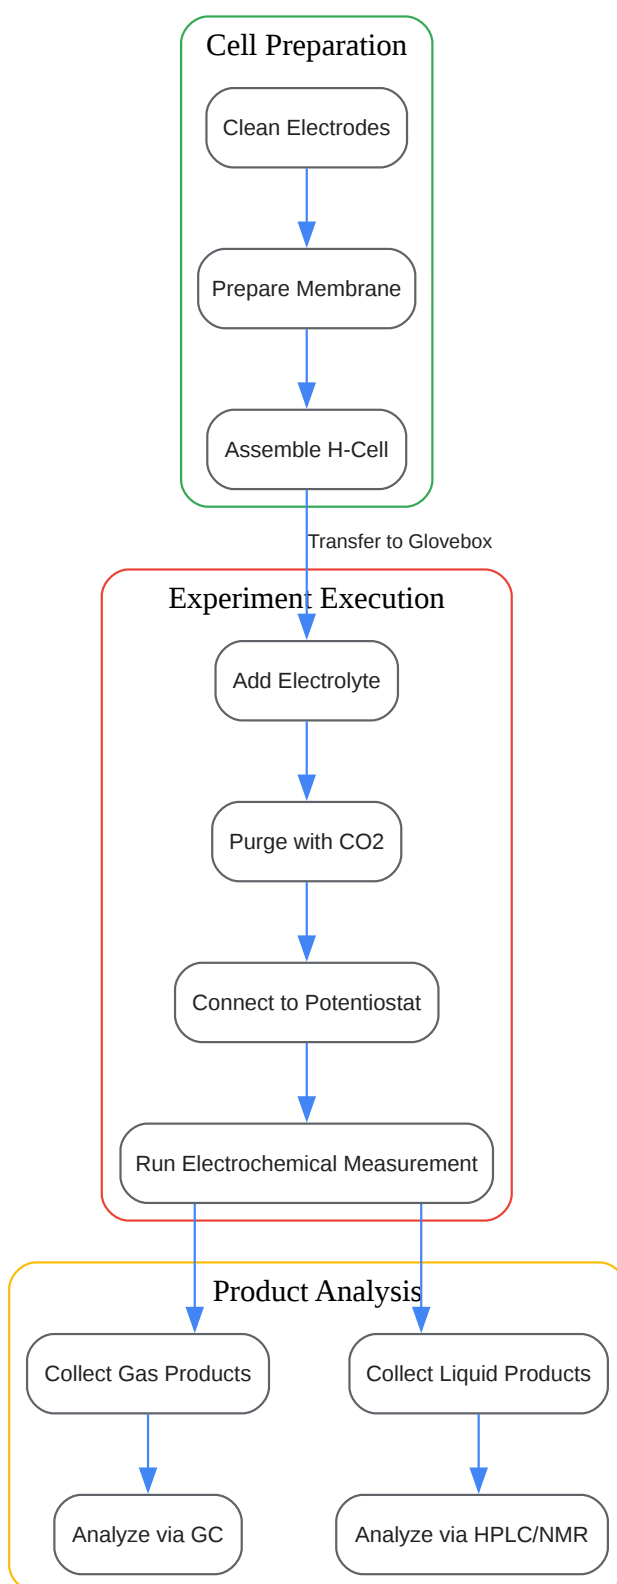 Cell Preparation
Clean Electrodes
Prepare Membrane
Assemble H-Cell
Transfer to Glovebox
Experiment Execution
Add Electrolyte
Purge with CO2
Connect to Potentiostat
Run Electrochemical Measurement
Product Analysis
Collect Gas Products
Collect Liquid Products
Analyze via GC
Analyze via HPLC/NMR